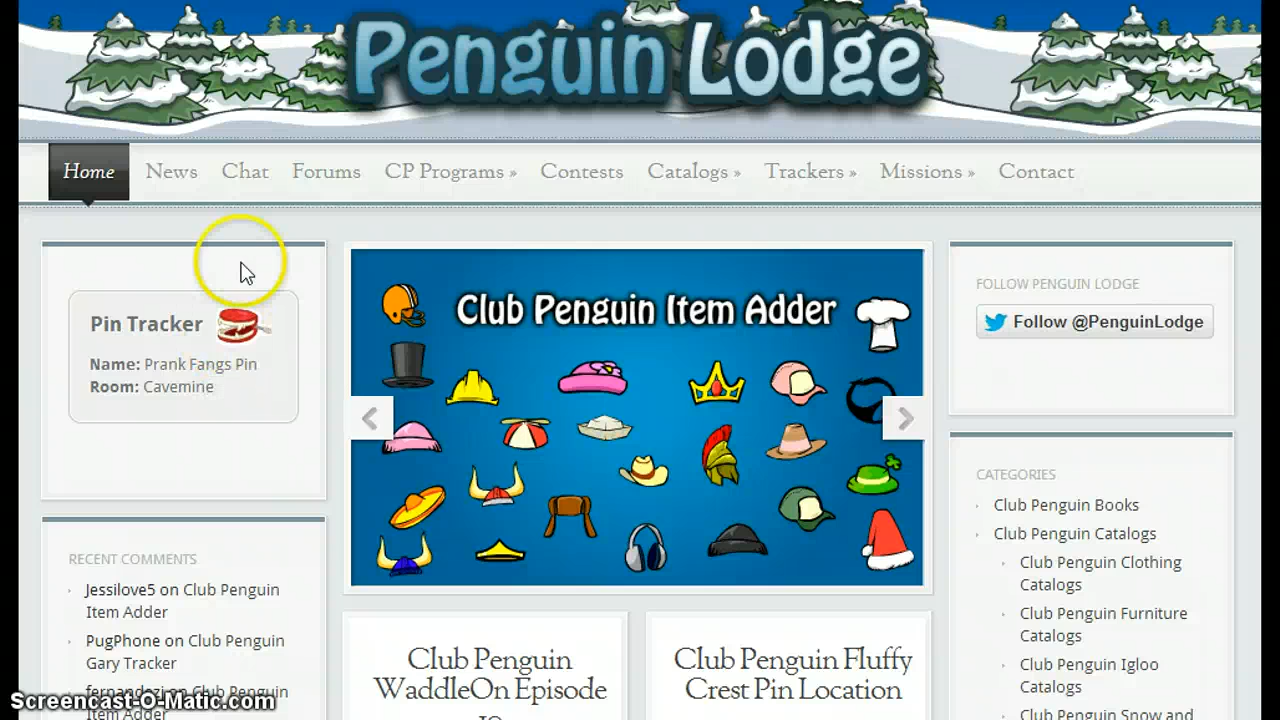 Penguin Lodge
Home News Chat Forums CP Programs » Contests Catalogs » Trackers » Missions » Contact
Pin Tracker
Name: Prank Fangs Pin
Room: Cavemine
RECENT COMMENTS
Jessilove5 on Club Penguin
Item Adder
PugPhone on Club Penguin
Gary Tracker
fernandozi on Club Penguin
Item Adder
Club Penguin Item Adder
Club Penguin
WaddleOn Episode
Club Penguin Fluffy
Crest Pin Location
FOLLOW PENGUIN LODGE
Follow @PenguinLodge
CATEGORIES
Club Penguin Books
Club Penguin Catalogs
Club Penguin Clothing
Catalogs
Club Penguin Furniture
Catalogs
Club Penguin Igloo
Catalogs
Club Penguin Snow and
Screencast-O-Matic.com